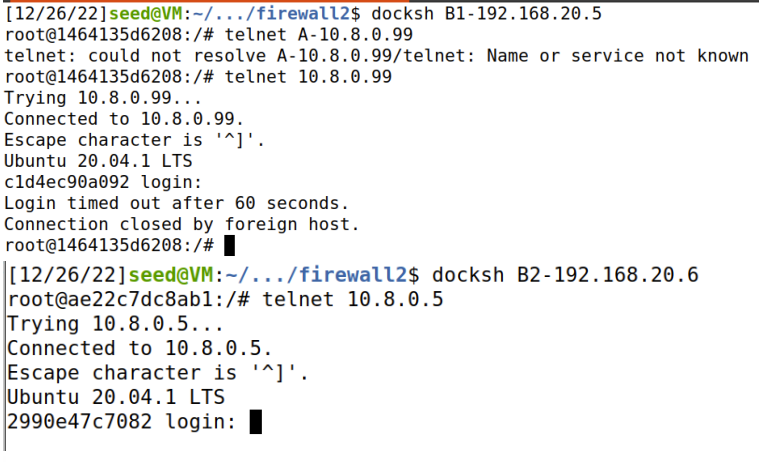 [12/26/22]seed@VM:~/.../firewall2$ docksh B1-192.168.20.5
root@1464135d6208:/# telnet A-10.8.0.99
telnet: could not resolve A-10.8.0.99/telnet: Name or service not known
root@1464135d6208:/# telnet 10.8.0.99
Trying 10.8.0.99...
Connected to 10.8.0.99.
Escape character is '^]'.
Ubuntu 20.04.1 LTS
c1d4ec90a092 login:
Login timed out after 60 seconds.
Connection closed by foreign host.
root@1464135d6208:/#
[12/26/22]seed@VM:~/.../firewall2$ docksh B2-192.168.20.6
root@ae22c7dc8ab1:/# telnet 10.8.0.5
Trying 10.8.0.5...
Connected to 10.8.0.5.
Escape character is '^]'.
Ubuntu 20.04.1 LTS
2990e47c7082 login: